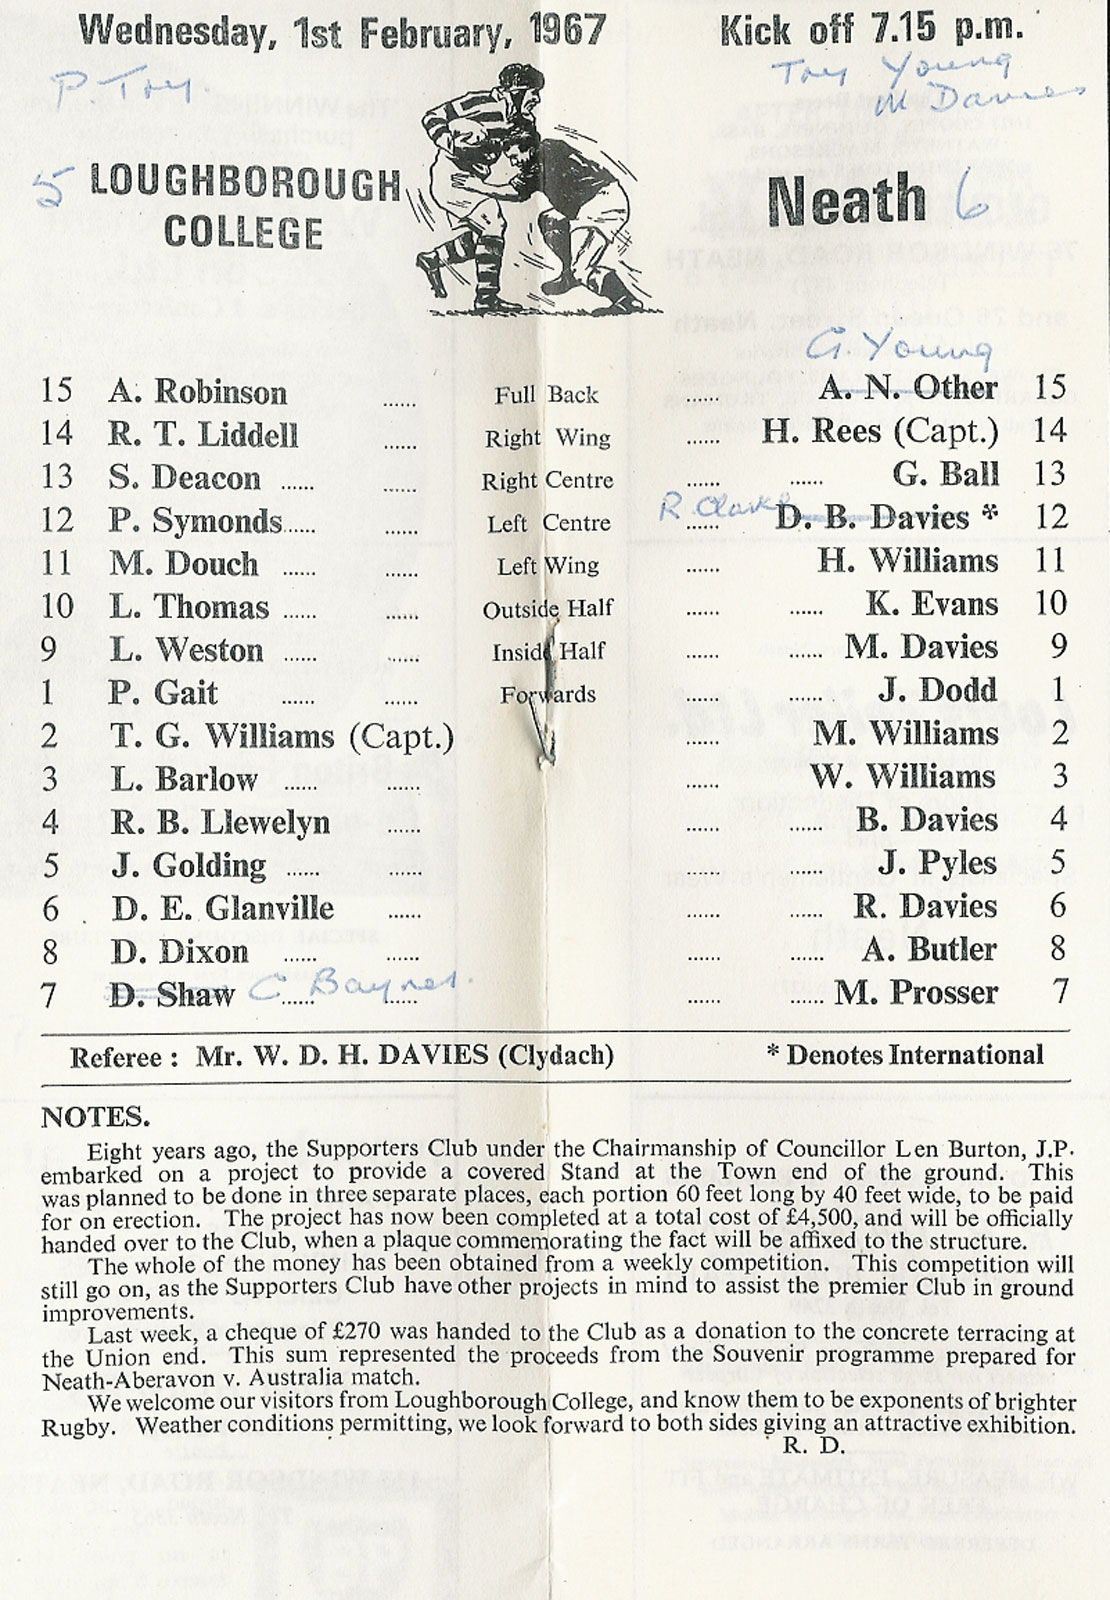 Wednesday, 1st February, 1967 Kick off 7.15 p.m.
P Try. Try Young
M Davies
5 LOUGHBOROUGH
COLLEGE
Neath 6
G Young
15 A. Robinson ...... Full Back ...... A. N. Other 15
14 R. T. Liddell ...... Right Wing ...... H. Rees (Capt.) 14
13 S. Deacon ...... ...... Right Centre ...... ...... G. Ball 13
12 P. Symonds...... ...... Left Centre R Clarke ...... D. B. Davies * 12
11 M. Douch ...... ...... Left Wing ...... H. Williams 11
10 L. Thomas ...... ...... Outside Half ...... ...... K. Evans 10
9 L. Weston ...... ...... Inside Half ...... ...... M. Davies 9
1 P. Gait ...... ...... Forwards ...... ...... J. Dodd 1
2 T. G. Williams (Capt.) ...... M. Williams 2
3 L. Barlow ...... ...... ...... W. Williams 3
4 R. B. Llewelyn ...... ...... ...... B. Davies 4
5 J. Golding ...... ...... ...... ...... J. Pyles 5
6 D. E. Glanville ...... ...... ...... R. Davies 6
8 D. Dixon ...... ...... ...... ...... A. Butler 8
7 D. Shaw C Baynes. ...... ...... ...... ...... M. Prosser 7
Referee : Mr. W. D. H. DAVIES (Clydach) * Denotes International
NOTES.
Eight years ago, the Supporters Club under the Chairmanship of Councillor Len Burton, J.P.
embarked on a project to provide a covered Stand at the Town end of the ground. This
was planned to be done in three separate places, each portion 60 feet long by 40 feet wide, to be paid
for on erection. The project has now been completed at a total cost of £4,500, and will be officially
handed over to the Club, when a plaque commemorating the fact will be affixed to the structure.
The whole of the money has been obtained from a weekly competition. This competition will
still go on, as the Supporters Club have other projects in mind to assist the premier Club in ground
improvements.
Last week, a cheque of £270 was handed to the Club as a donation to the concrete terracing at
the Union end. This sum represented the proceeds from the Souvenir programme prepared for
Neath-Aberavon v. Australia match.
We welcome our visitors from Loughborough College, and know them to be exponents of brighter
Rugby. Weather conditions permitting, we look forward to both sides giving an attractive exhibition.
R. D.